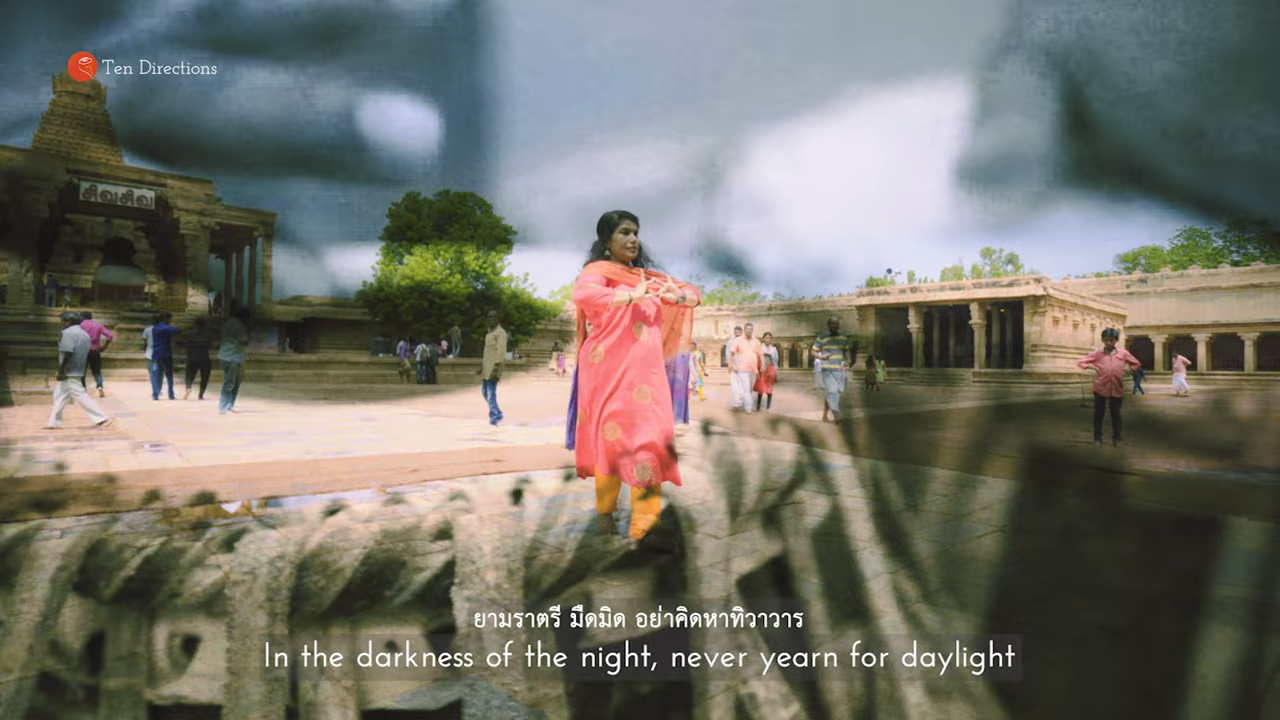 Ten Directions
சிவசிவ
ยามราตรี มืดมิด อย่าคิดหาทิวาวาร
In the darkness of the night, never yearn for daylight